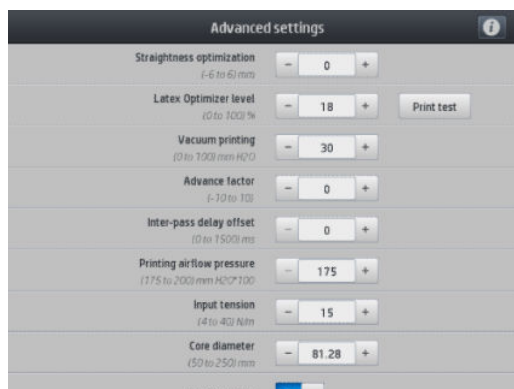 Advanced settings
i
Straightness optimization
(-6 to 6) mm
- 0 +
Latex Optimizer level
(0 to 100) %
- 18 +
Print test
Vacuum printing
(0 to 100) mm H2O
- 30 +
Advance factor
(-10 to 10)
- 0 +
Inter-pass delay offset
(0 to 1500) ms
- 0 +
Printing airflow pressure
(175 to 200) mm H2O*100
- 175 +
Input tension
(4 to 40) N/m
- 15 +
Core diameter
(50 to 250) mm
- 81.28 +